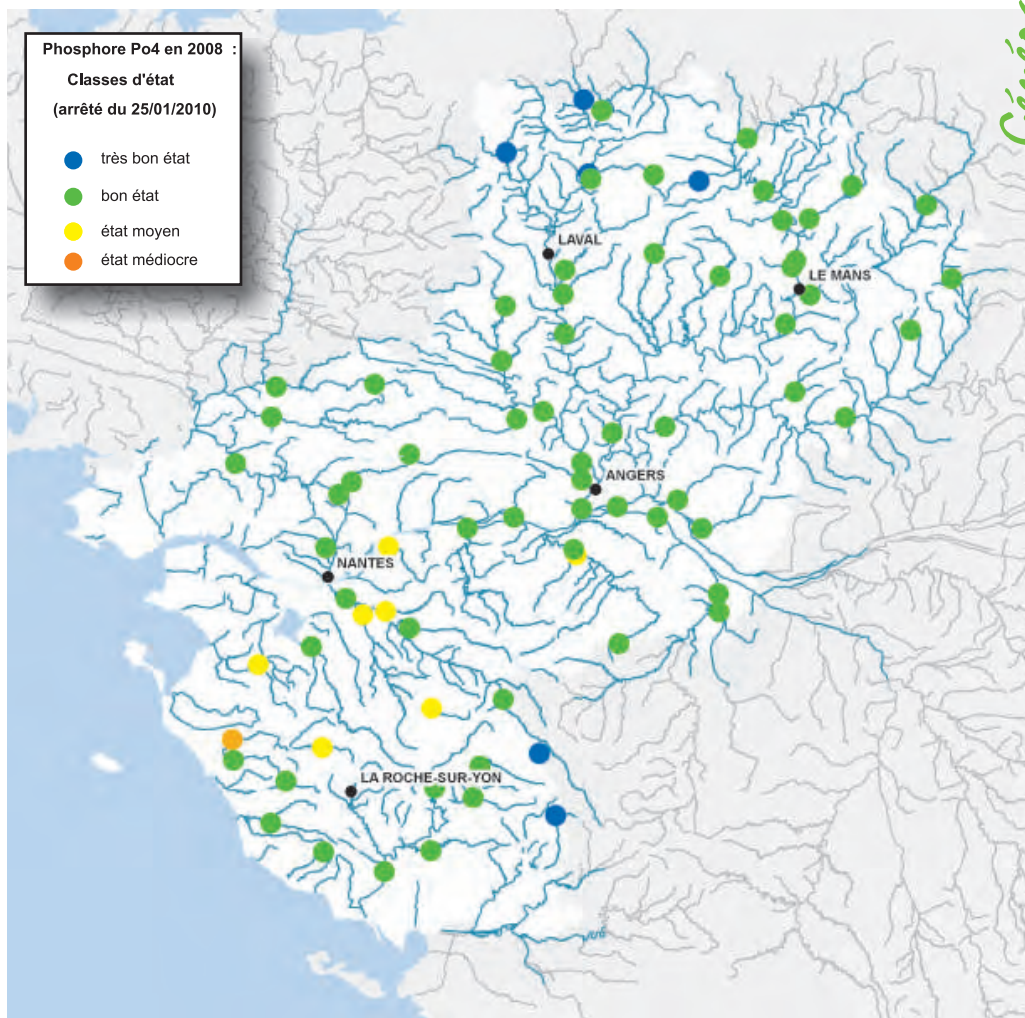 Phosphore Po4 en 2008 :
Classes d'état
(arrêté du 25/01/2010)
très bon état
bon état
état moyen
état médiocre
LAVAL
LE MANS
ANGERS
NANTES
LA ROCHE-SUR-YON